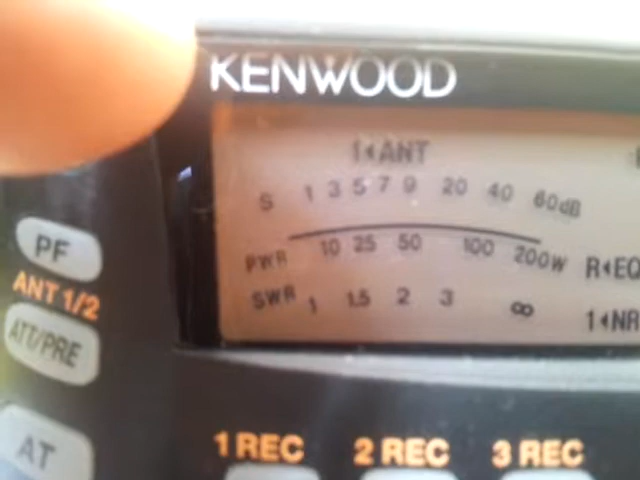 KENWOOD
1◂ANT
S 1 3 5 7 9 20 40 60dB
PWR 10 25 50 100 200W R◂EQ
SWR 1 1.5 2 3 ∞ 1◂NR
PF
ANT 1/2
ATT/PRE
AT
1 REC 2 REC 3 REC